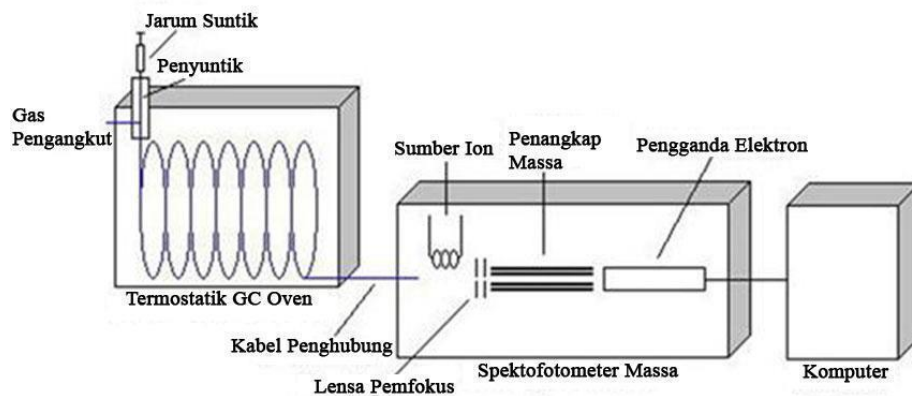 Jarum Suntik
Penyuntik
Gas
Pengangkut
Sumber Ion
Penangkap
Massa
Pengganda Elektron
Termostatik GC Oven
Kabel Penghubung
Lensa Pemfokus
Spektofotometer Massa
Komputer